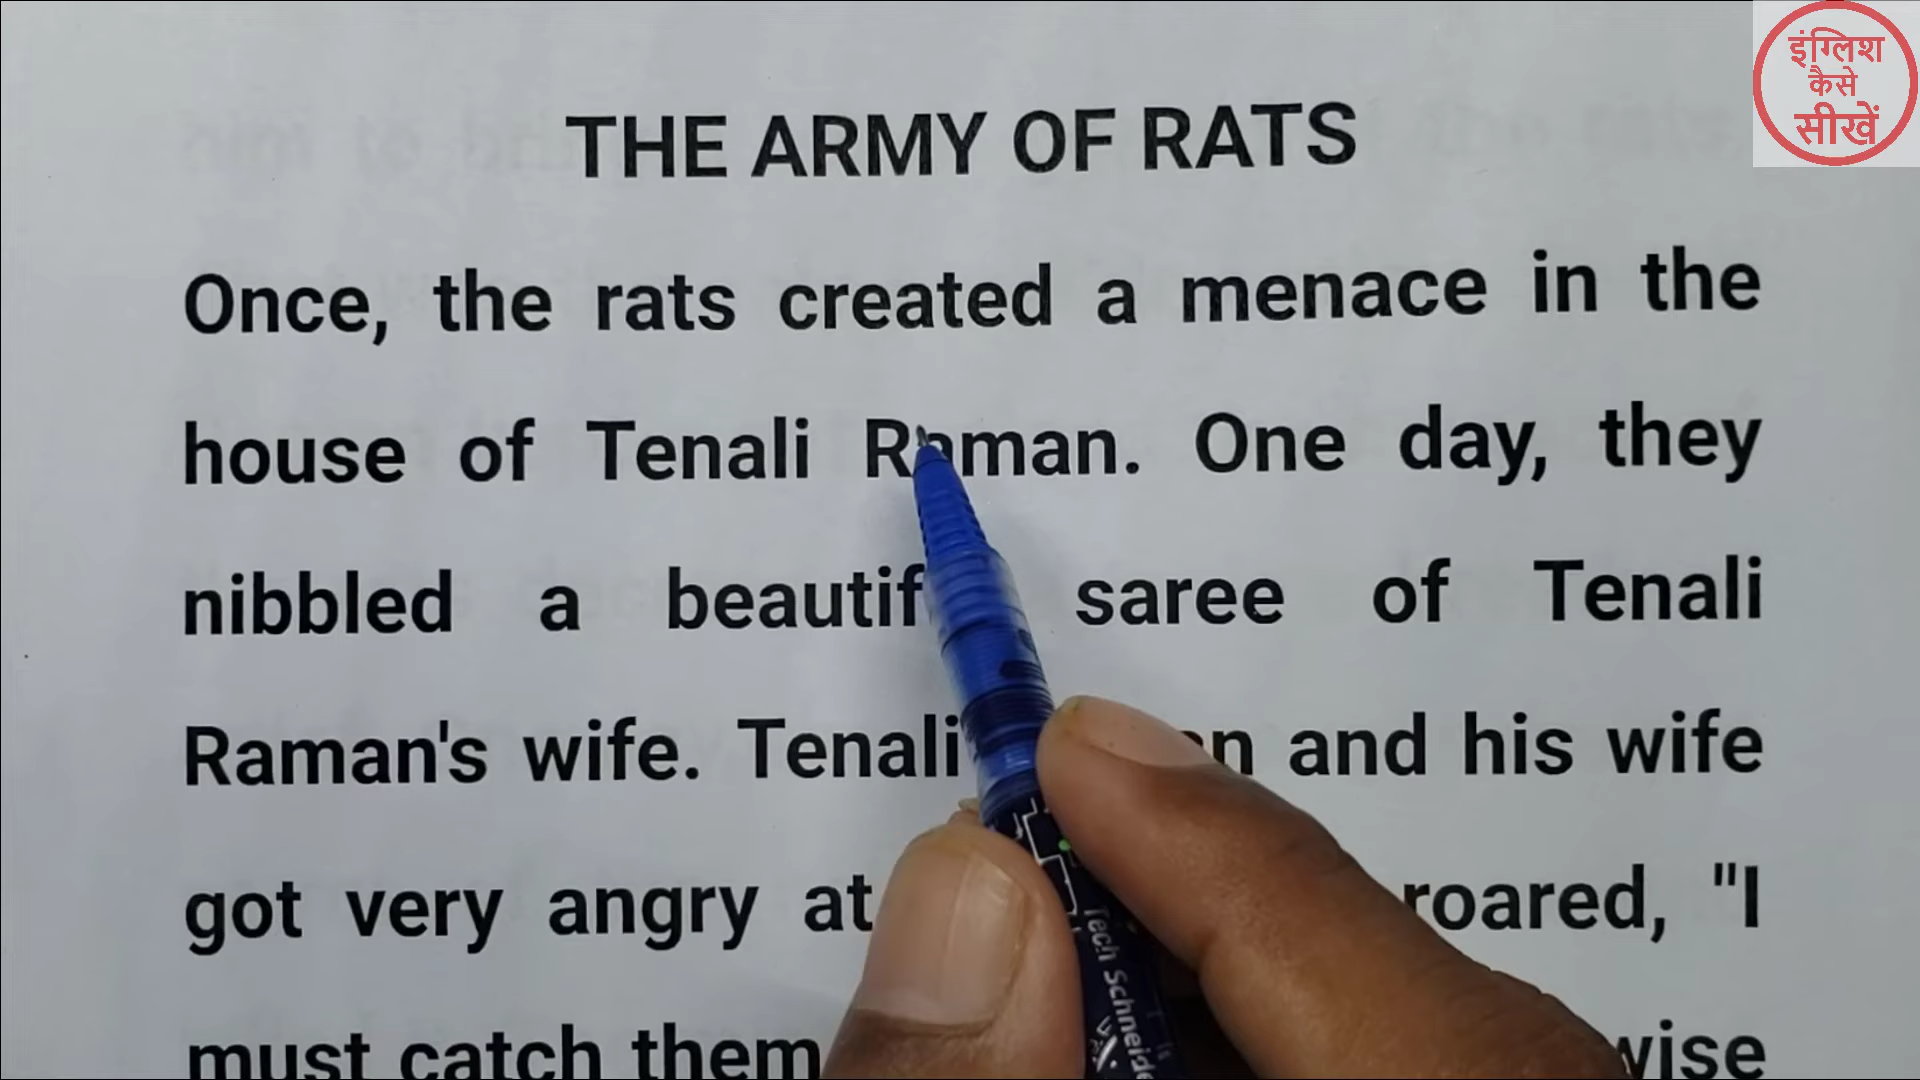 इंग्लिश
कैसे
सीखें
THE ARMY OF RATS
Once, the rats created a menace in the
house of Tenali Raman. One day, they
nibbled a beautif saree of Tenali
Raman's wife. Tenali and his wife
got very angry at roared, "I
must catch them wise
Tech Schneide